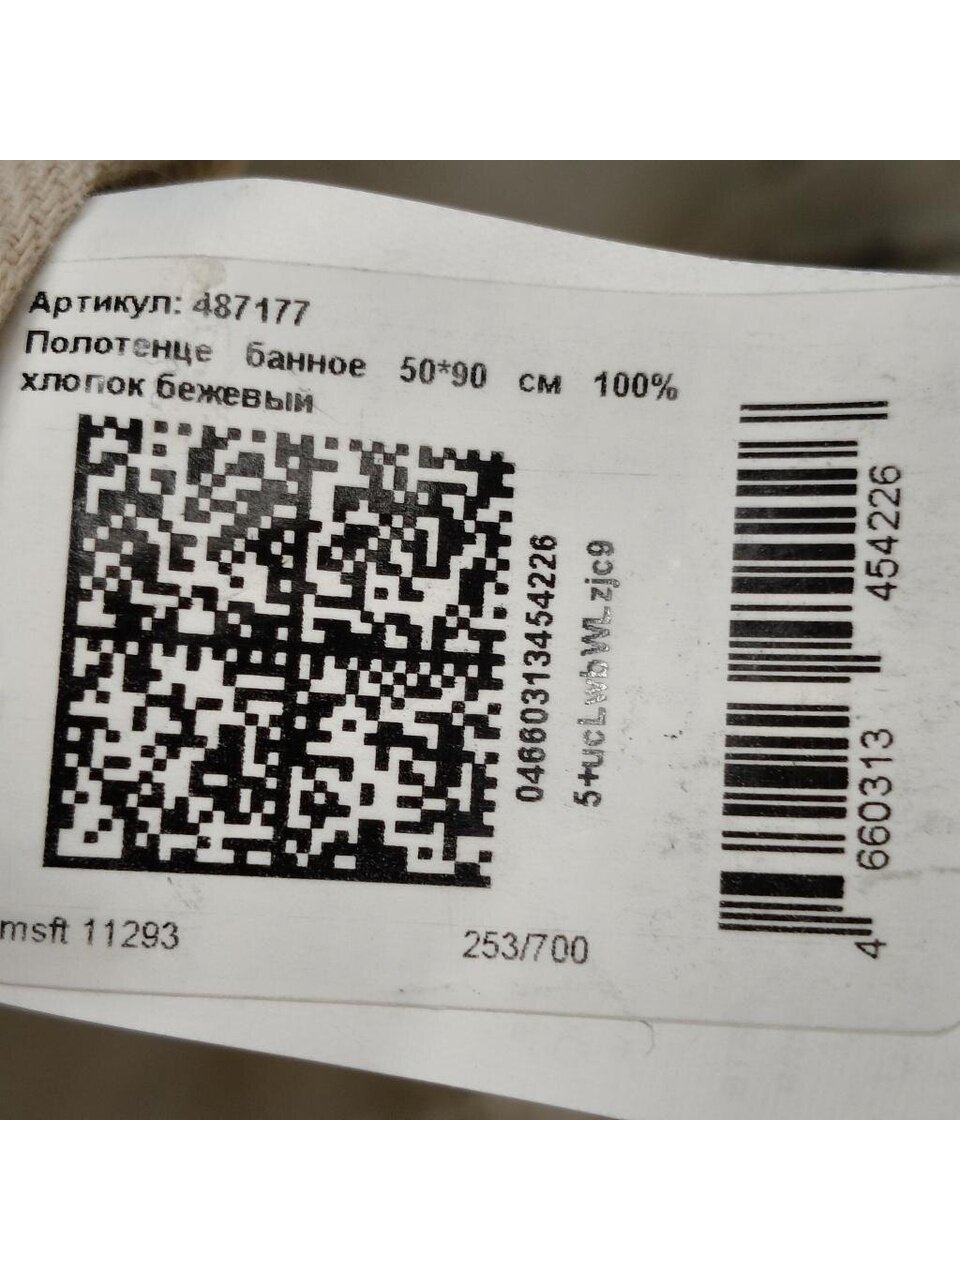 Артикул: 487177
Полотенце банное 50*90 см 100%
хлопок бежевый
04660313454226
5+ucLwbWLzjc9
4 660313 454226
msft 11293
253/700